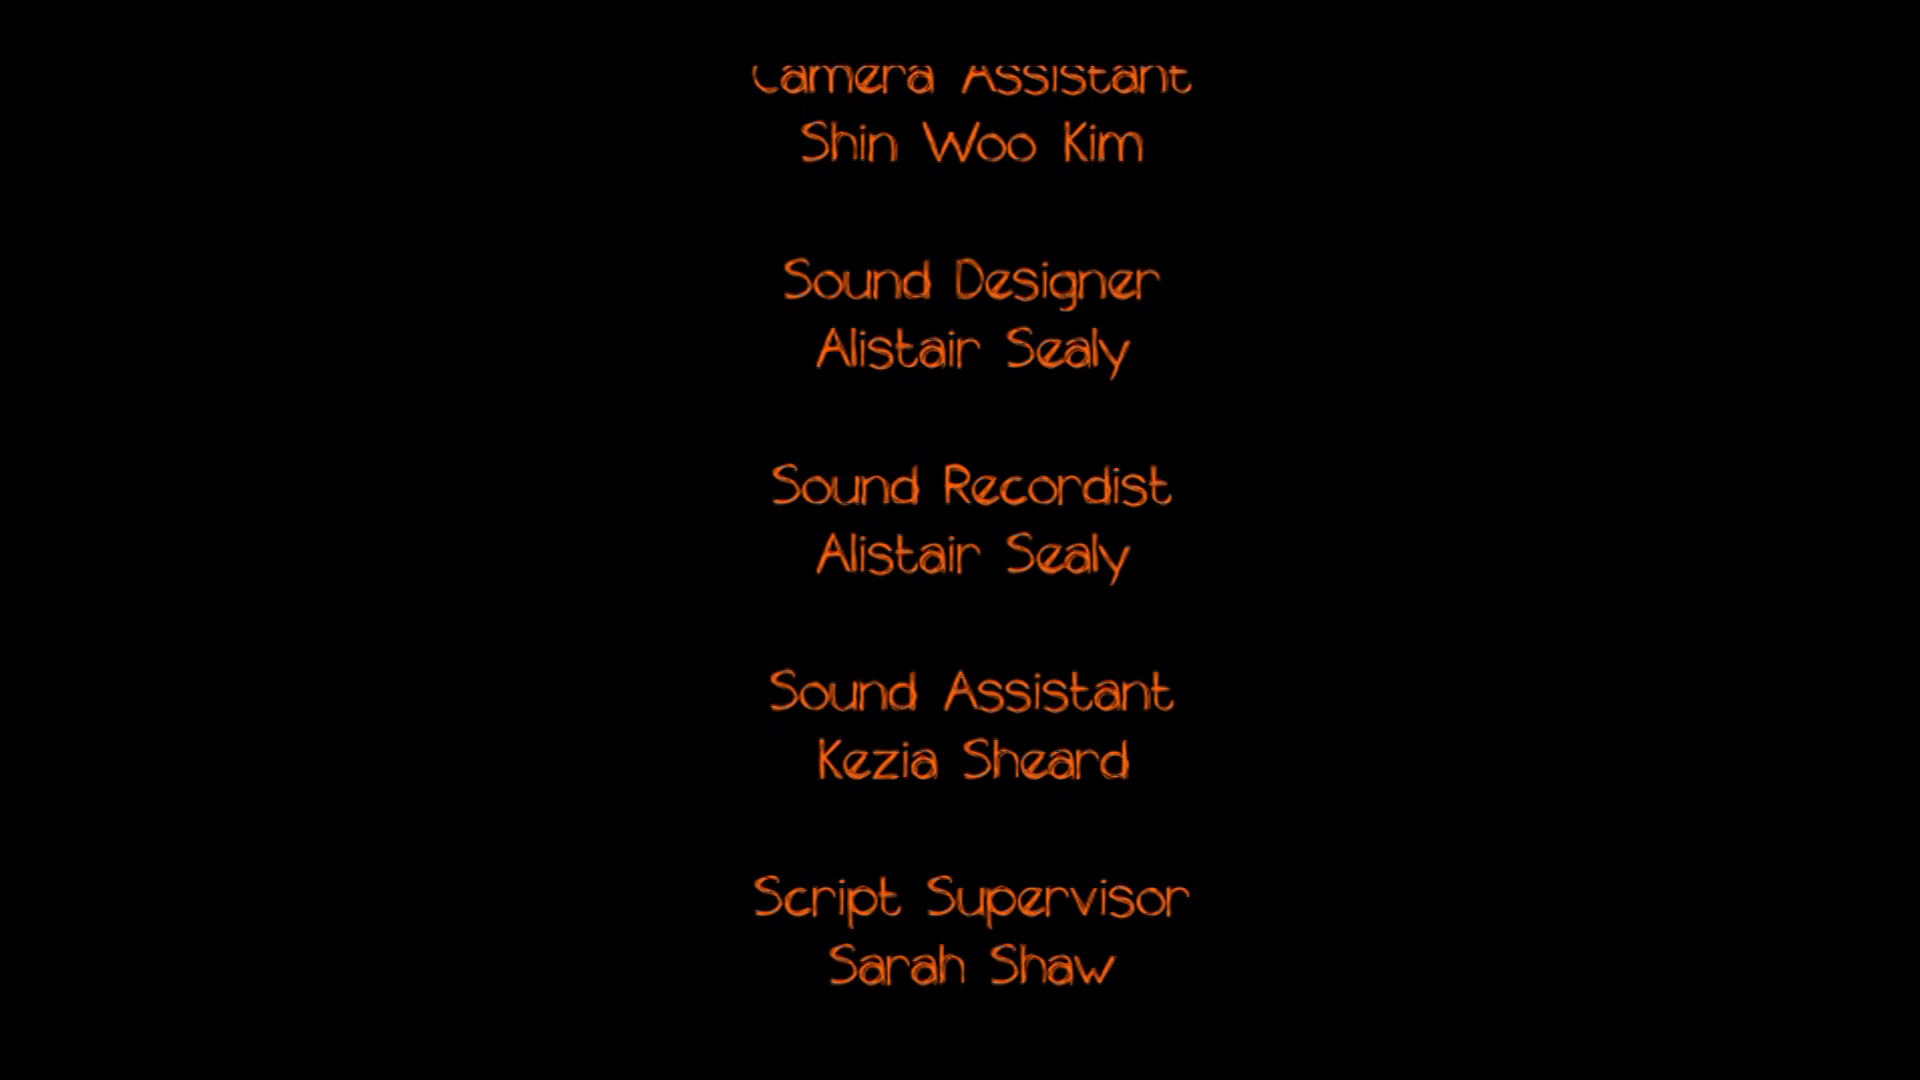 Camera Assistant
Shin Woo Kim
Sound Designer
Alistair Sealy
Sound Recordist
Alistair Sealy
Sound Assistant
Kezia Sheard
Script Supervisor
Sarah Shaw